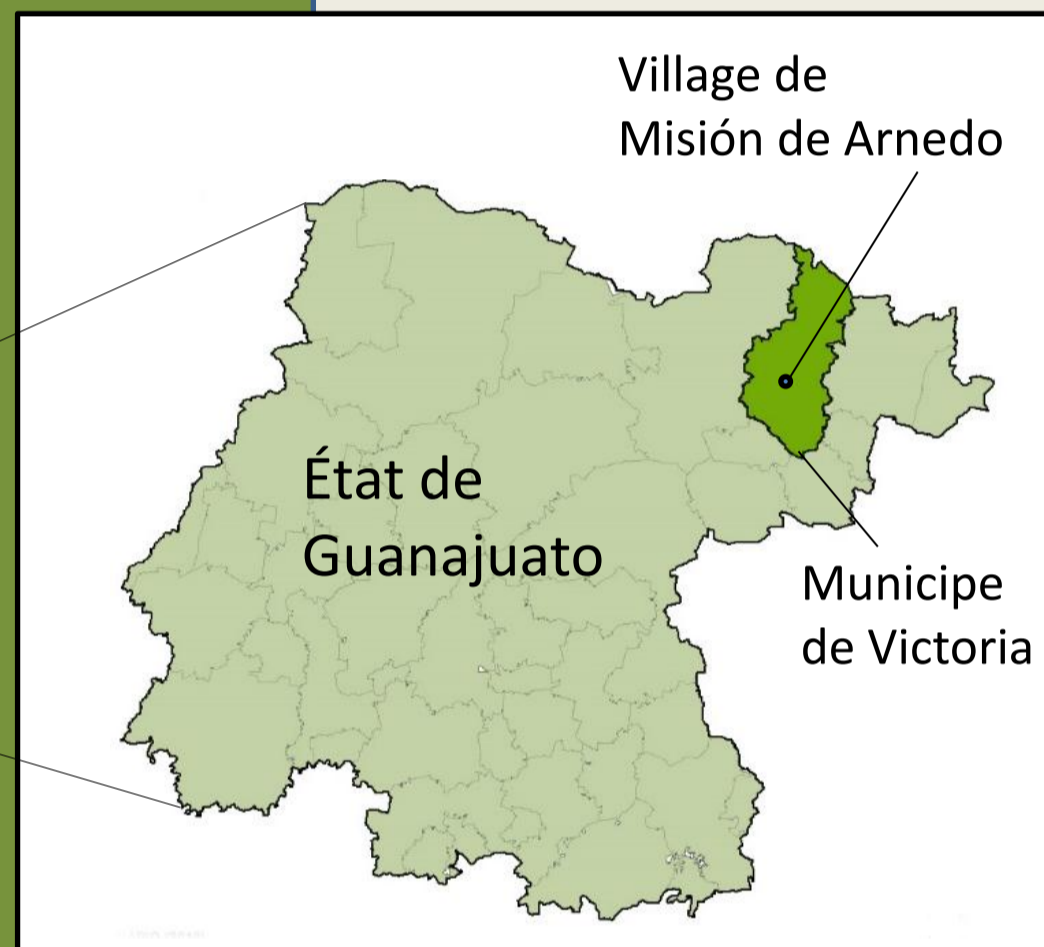 Village de
Misión de Arnedo
État de
Guanajuato
Municipe
de Victoria